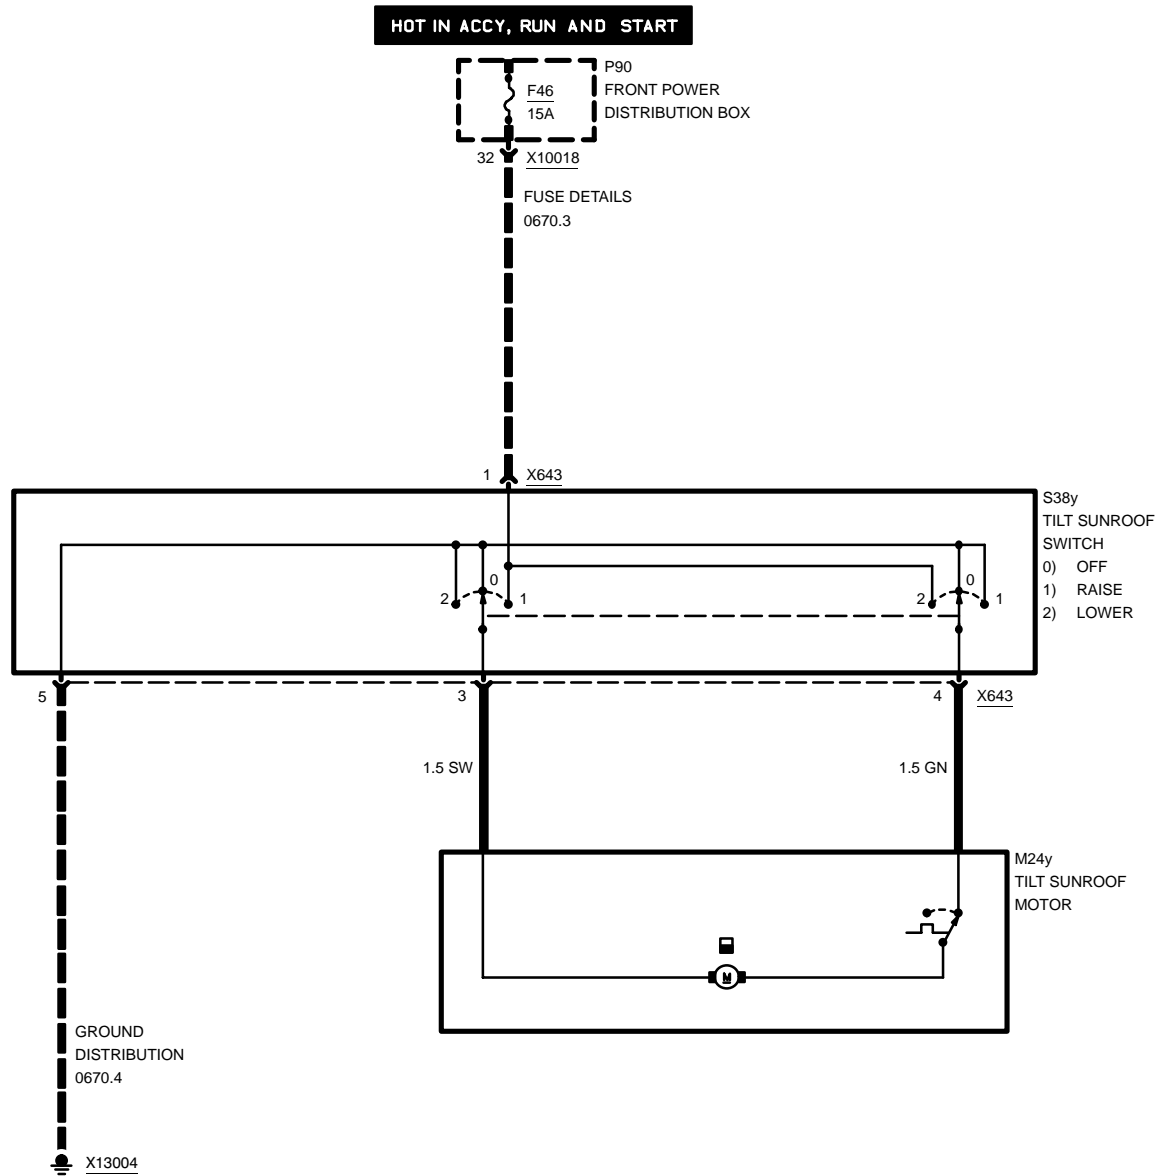 HOT IN ACCY, RUN AND START
P90
FRONT POWER
DISTRIBUTION BOX
F46
15A
32 X10018
FUSE DETAILS
0670.3
1 X643
S38y
TILT SUNROOF
SWITCH
0) OFF
1) RAISE
2) LOWER
2 0 1
2 0 1
5 3 4 X643
1.5 SW 1.5 GN
M24y
TILT SUNROOF
MOTOR
M
GROUND
DISTRIBUTION
0670.4
X13004